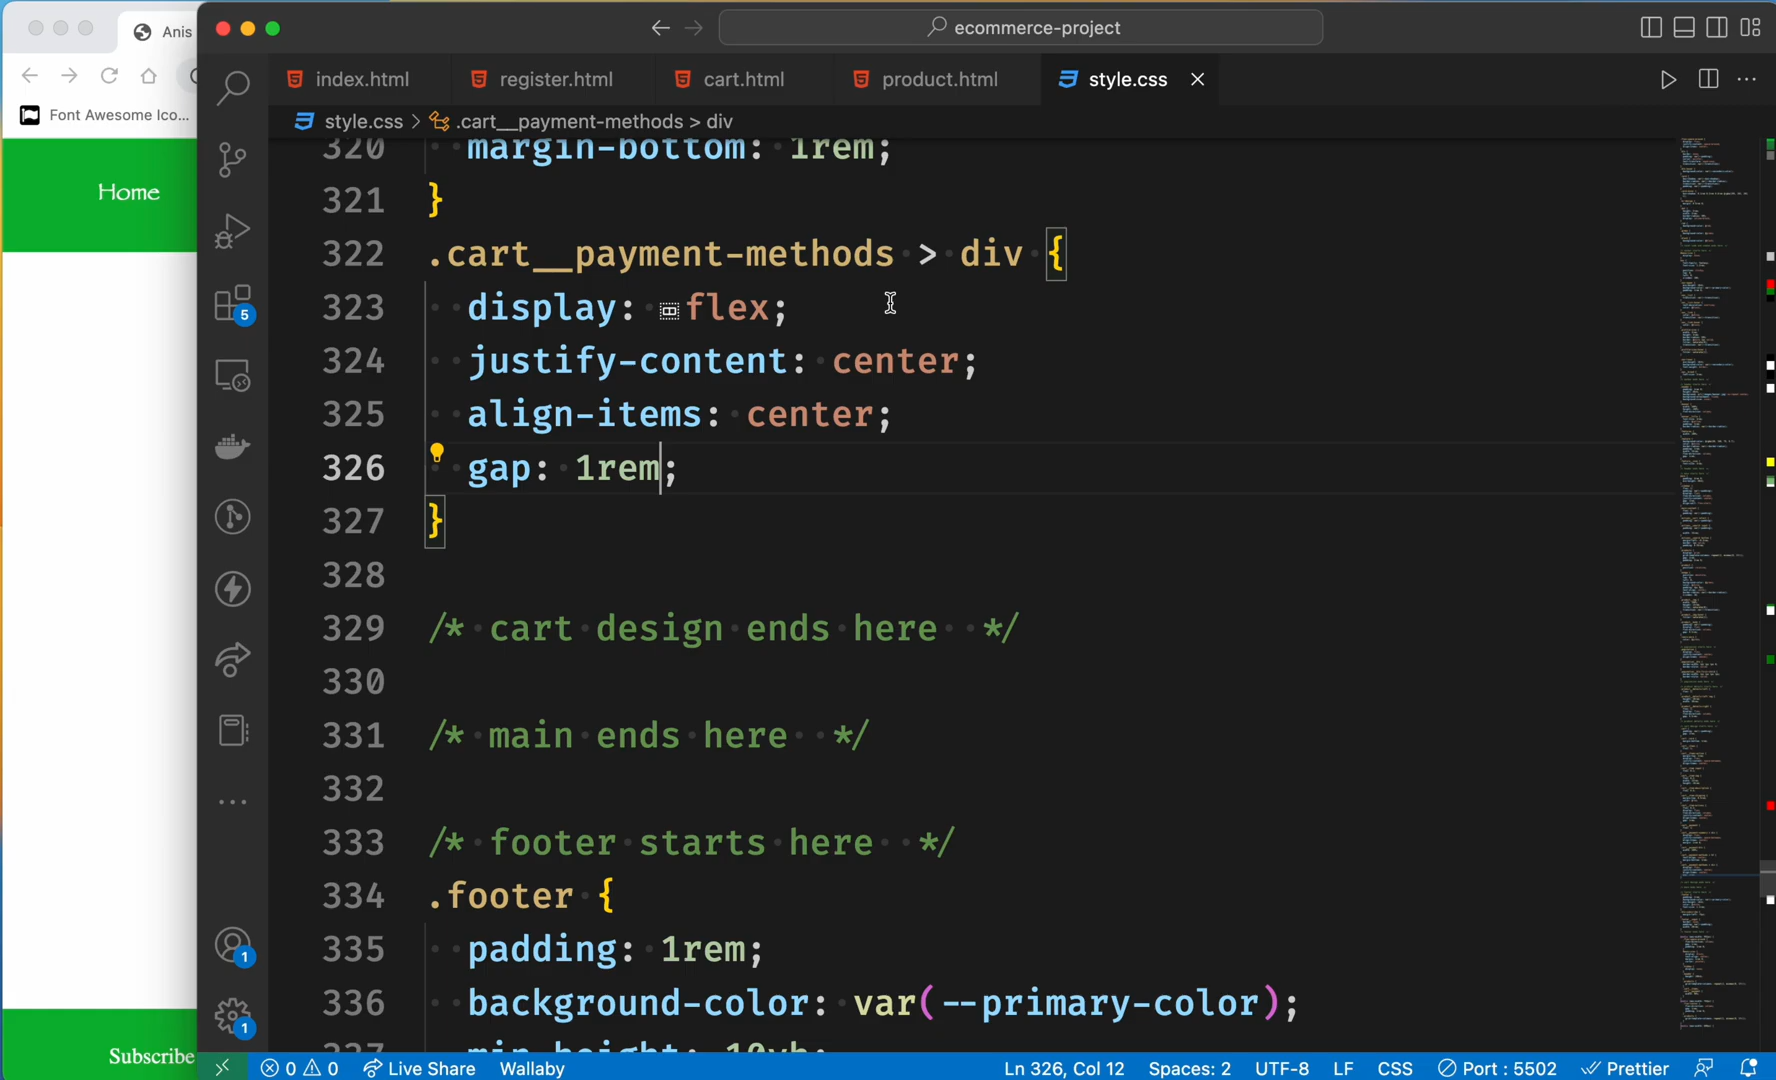 Anis
ecommerce-project
index.html
register.html
cart.html
product.html
style.css
Font Awesome Ico...
style.css > .cart__payment-methods > div
Home
320 margin-bottom: 1rem;
321 }
322 .cart__payment-methods > div {
323 display: flex;
324 justify-content: center;
325 align-items: center;
326 gap: 1rem;
327 }
328
329 /* cart design ends here */
330
331 /* main ends here */
332
333 /* footer starts here */
334 .footer {
335 padding: 1rem;
336 background-color: var(--primary-color);
337 min-height: 10vh;
5
1
1
Subscribe
0 0 Live Share Wallaby Ln 326, Col 12 Spaces: 2 UTF-8 LF CSS Port : 5502 Prettier